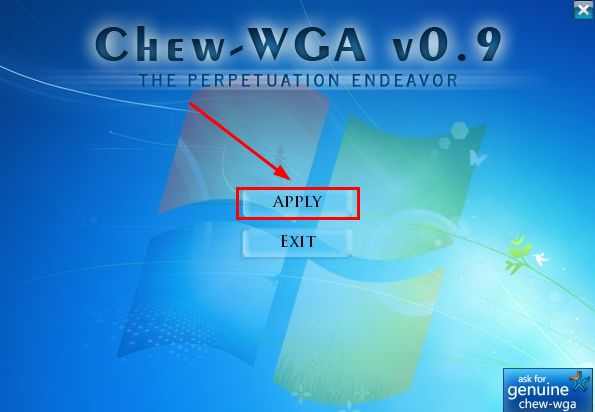 Chew-WGA v0.9
THE PERPETUATION ENDEAVOR
APPLY
EXIT
ask for
genuine
chew-wga